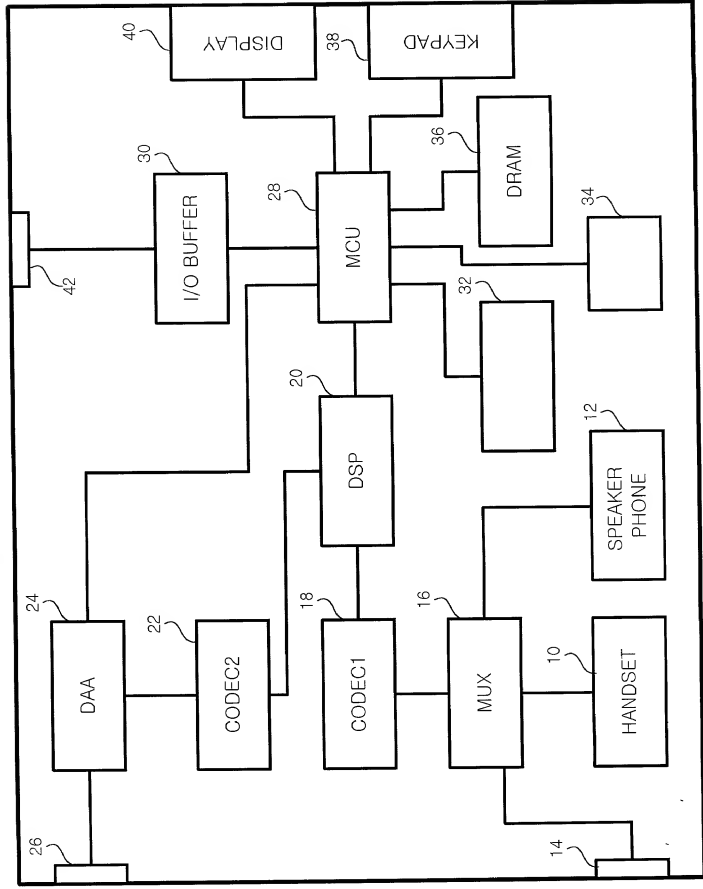 40
DISPLAY
38
KEYPAD
30
I/O BUFFER
28
MCU
36
DRAM
34
42
32
20
DSP
12
SPEAKER
PHONE
24
DAA
22
CODEC2
18
CODEC1
16
MUX
10
HANDSET
26
14